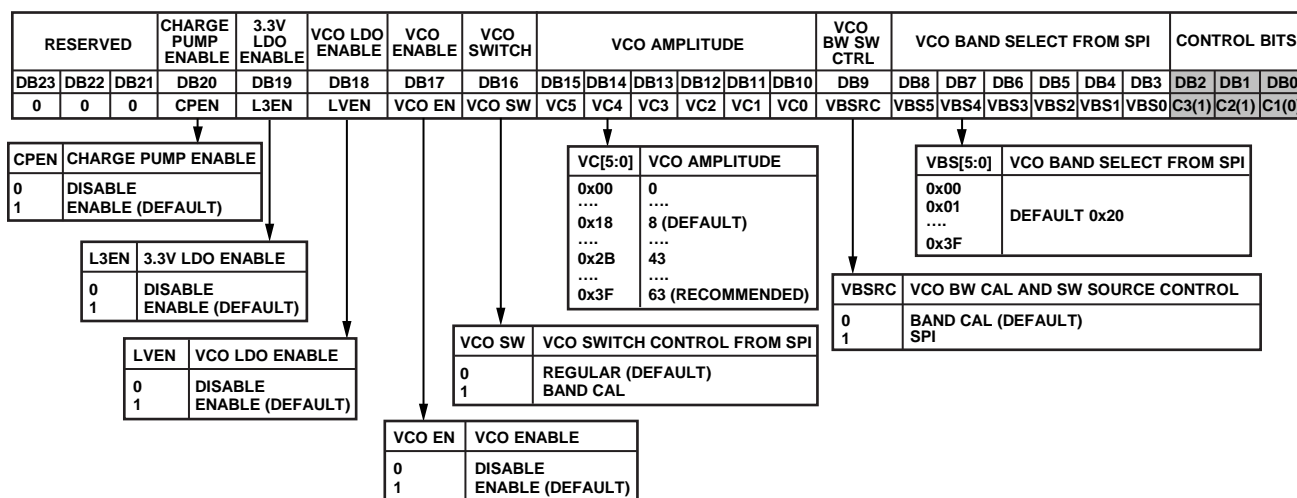 RESERVED
CHARGE PUMP ENABLE
3.3V LDO ENABLE
VCO LDO ENABLE
VCO ENABLE
VCO SWITCH
VCO AMPLITUDE
VCO BW SW CTRL
VCO BAND SELECT FROM SPI
CONTROL BITS
DB23 DB22 DB21 DB20 DB19 DB18 DB17 DB16 DB15 DB14 DB13 DB12 DB11 DB10 DB9 DB8 DB7 DB6 DB5 DB4 DB3 DB2 DB1 DB0
0 0 0 CPEN L3EN LVEN VCO EN VCO SW VC5 VC4 VC3 VC2 VC1 VC0 VBSRC VBS5 VBS4 VBS3 VBS2 VBS1 VBS0 C3(1) C2(1) C1(0)
CPEN CHARGE PUMP ENABLE
0 DISABLE
1 ENABLE (DEFAULT)
VC[5:0] VCO AMPLITUDE
0x00 0
.... ....
0x18 8 (DEFAULT)
.... ....
0x2B 43
.... ....
0x3F 63 (RECOMMENDED)
VBS[5:0] VCO BAND SELECT FROM SPI
0x00
0x01
DEFAULT 0x20
....
0x3F
L3EN 3.3V LDO ENABLE
0 DISABLE
1 ENABLE (DEFAULT)
VBSRC VCO BW CAL AND SW SOURCE CONTROL
0 BAND CAL (DEFAULT)
1 SPI
LVEN VCO LDO ENABLE
0 DISABLE
1 ENABLE (DEFAULT)
VCO SW VCO SWITCH CONTROL FROM SPI
0 REGULAR (DEFAULT)
1 BAND CAL
VCO EN VCO ENABLE
0 DISABLE
1 ENABLE (DEFAULT)